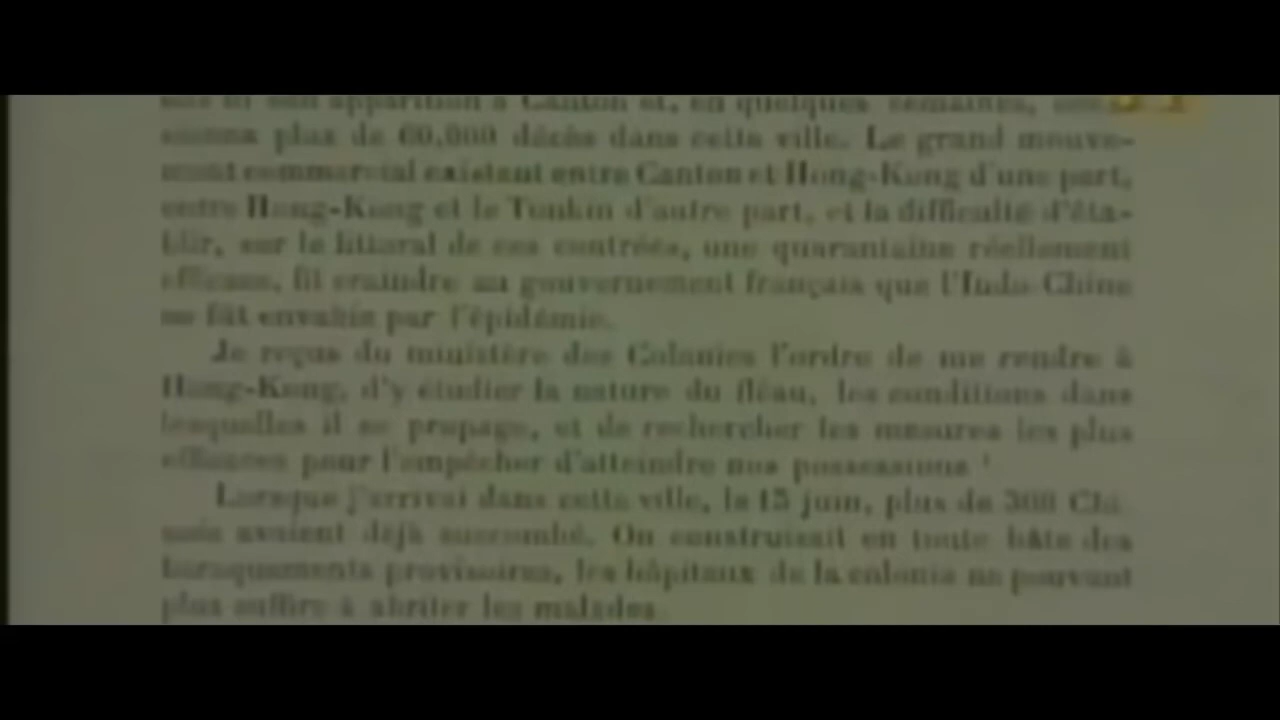 son apparition à Canton et, en quelques semaines,
sionna plus de 60,000 décès dans cette ville. Le grand mouve-
ment commercial existant entre Canton et Hong-Kong d'une part,
entre Hong-Kong et le Tonkin d'autre part, et la difficulté d'éta-
blir, sur le littoral de ces contrées, une quarantaine réellement
efficace, fit craindre au gouvernement français que l'Indo-Chine
ne fût envahie par l'épidémie.
Je reçus du ministère des Colonies l'ordre de me rendre à
Hong-Kong, d'y étudier la nature du fléau, les conditions dans
lesquelles il se propage, et de rechercher les mesures les plus
efficaces pour l'empêcher d'atteindre nos possessions
Lorsque j'arrivai dans cette ville, le 15 juin, plus de 300 Chi-
nois avaient déjà succombé. On construisait en toute hâte des
baraquements provisoires, les hôpitaux de la colonie ne pouvant
plus suffire à abriter les malades.